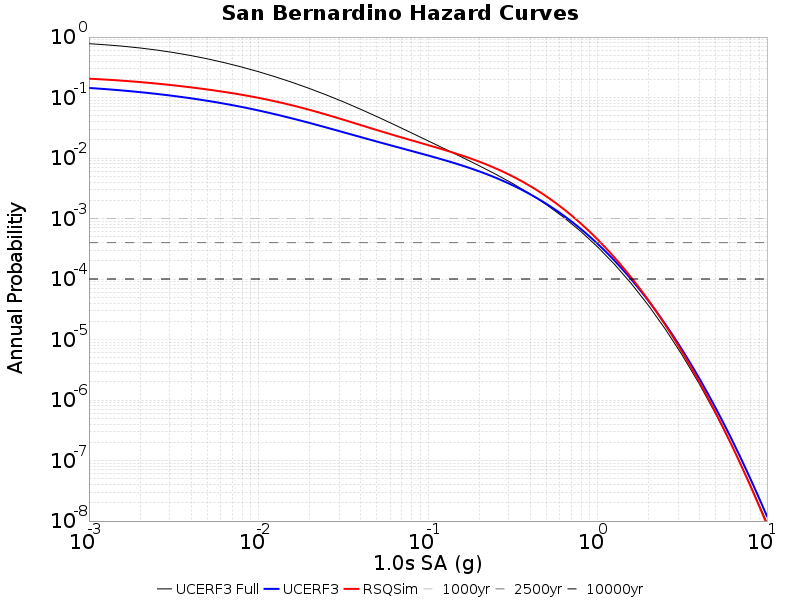 San Bernardino Hazard Curves
Annual Probabilitiy
10^0
10^-1
10^-2
10^-3
10^-4
10^-5
10^-6
10^-7
10^-8
10^-3 10^-2 10^-1 10^0 10^1
1.0s SA (g)
UCERF3 Full UCERF3 RSQSim 1000yr 2500yr 10000yr